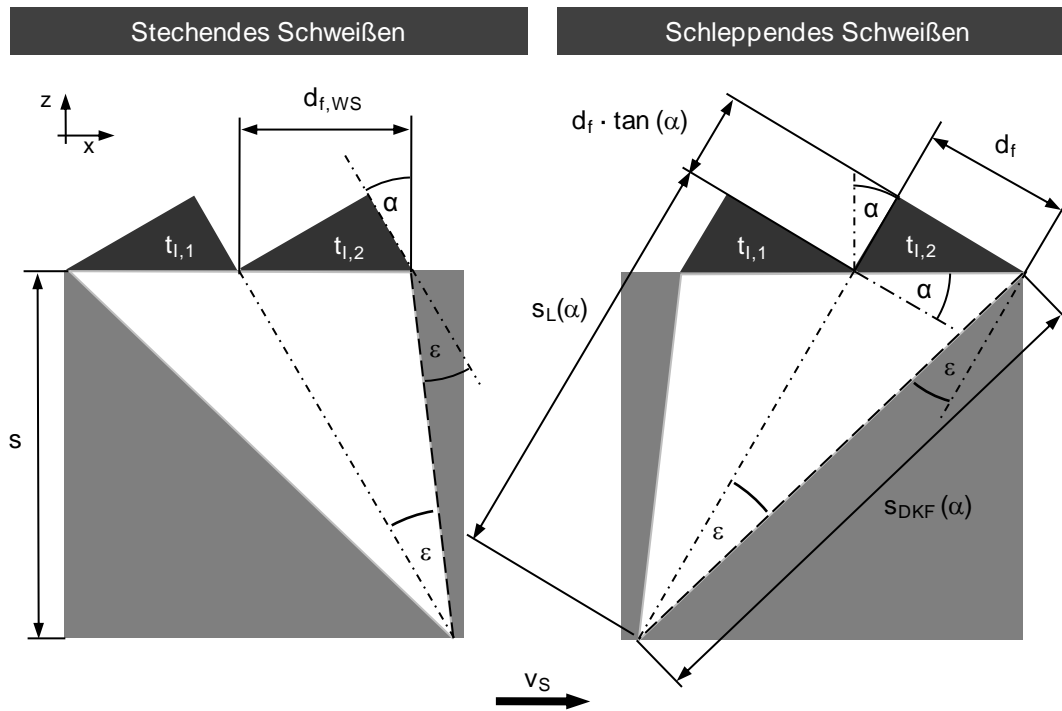 Stechendes Schweißen
Schleppendes Schweißen
z
x
d_f,WS
α
t_l,1
t_l,2
ε
ε
s
d_f · tan (α)
d_f
α
t_l,1
t_l,2
α
s_L(α)
ε
ε
s_DKF (α)
v_S